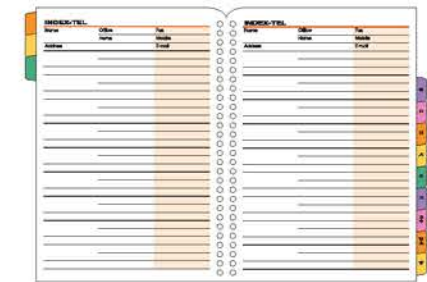 INDEX-TEL
Name Office Fax
Home Mobile
Address E-mail
INDEX-TEL
Name Office Fax
Home Mobile
Address E-mail